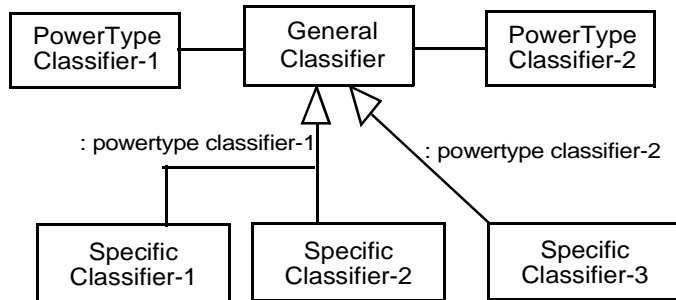 PowerType
Classifier-1
General
Classifier
PowerType
Classifier-2
: powertype classifier-1
: powertype classifier-2
Specific
Classifier-1
Specific
Classifier-2
Specific
Classifier-3